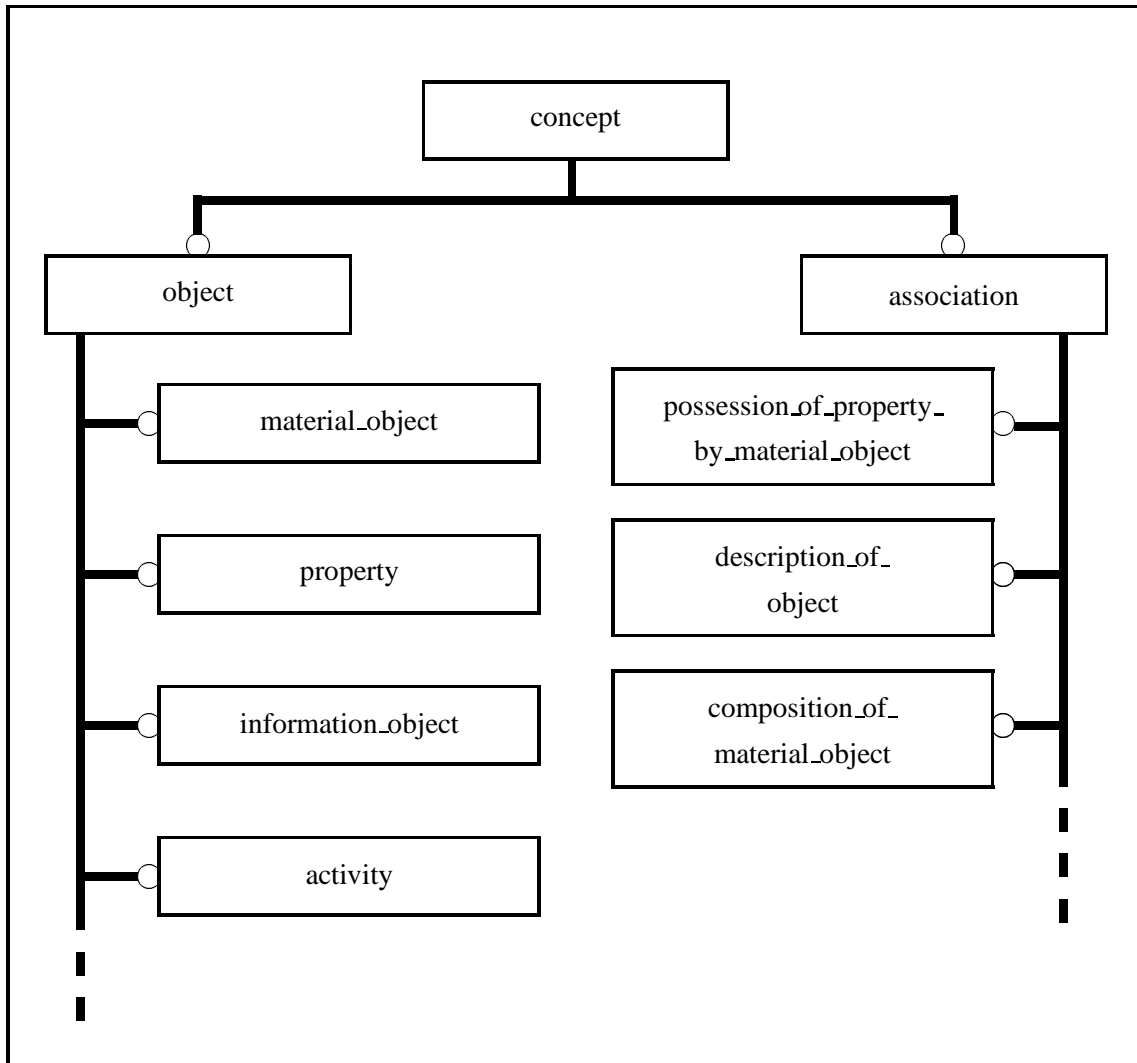 concept
object
association
material_object
property
information_object
activity
possession_of_property_
by_material_object
description_of_
object
composition_of_
material_object